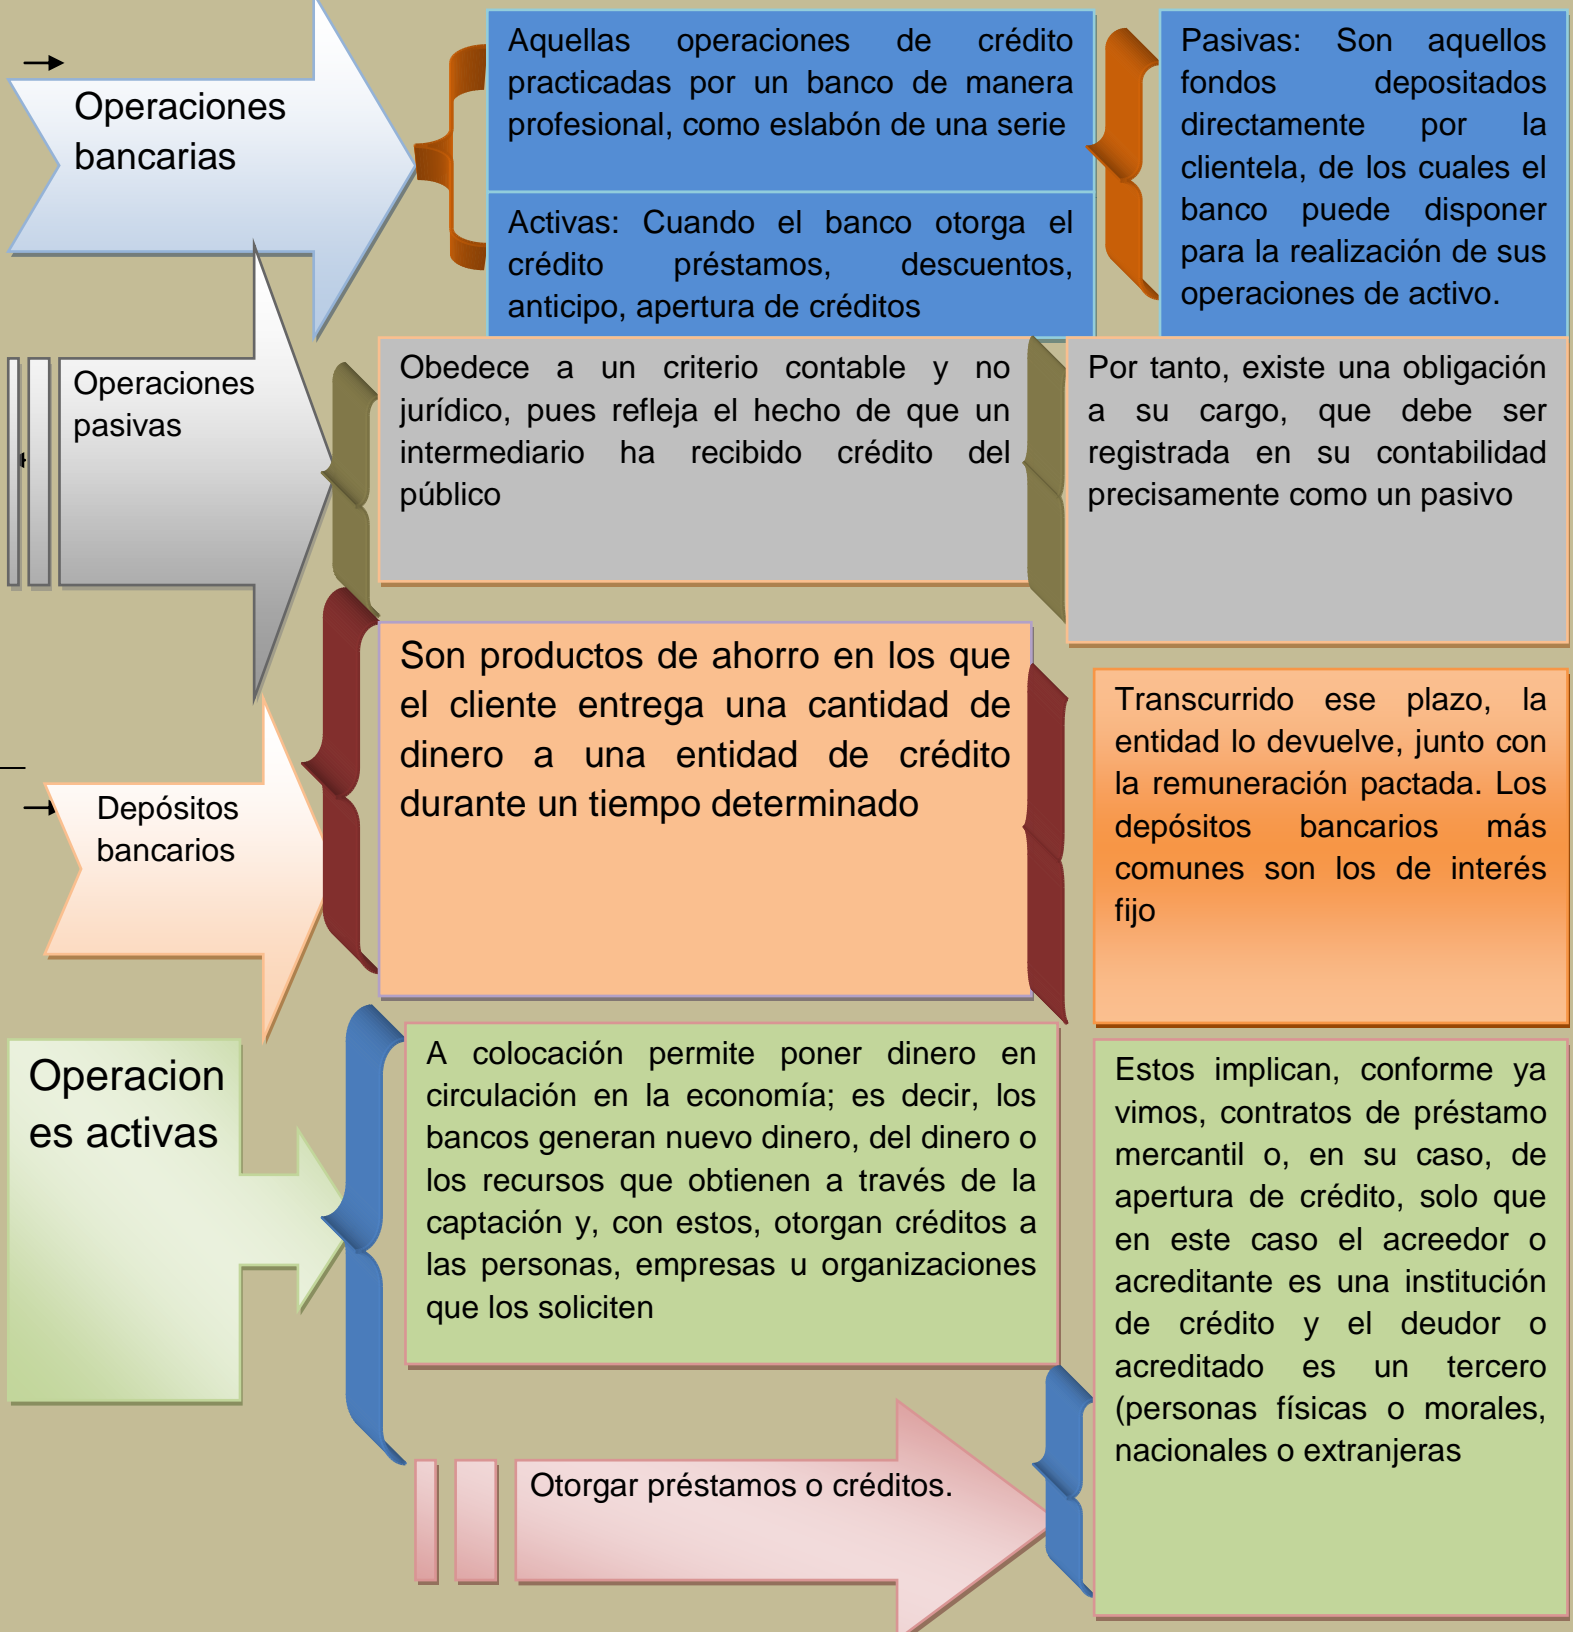 Operaciones
bancarias
Aquellas operaciones de crédito
practicadas por un banco de manera
profesional, como eslabón de una serie
Activas: Cuando el banco otorga el
crédito préstamos, descuentos,
anticipo, apertura de créditos
Pasivas: Son aquellos
fondos depositados
directamente por la
clientela, de los cuales el
banco puede disponer
para la realización de sus
operaciones de activo.
Operaciones
pasivas
Obedece a un criterio contable y no
jurídico, pues refleja el hecho de que un
intermediario ha recibido crédito del
público
Por tanto, existe una obligación
a su cargo, que debe ser
registrada en su contabilidad
precisamente como un pasivo
Depósitos
bancarios
Son productos de ahorro en los que
el cliente entrega una cantidad de
dinero a una entidad de crédito
durante un tiempo determinado
Transcurrido ese plazo, la
entidad lo devuelve, junto con
la remuneración pactada. Los
depósitos bancarios más
comunes son los de interés
fijo
Operacion
es activas
A colocación permite poner dinero en
circulación en la economía; es decir, los
bancos generan nuevo dinero, del dinero o
los recursos que obtienen a través de la
captación y, con estos, otorgan créditos a
las personas, empresas u organizaciones
que los soliciten
Otorgar préstamos o créditos.
Estos implican, conforme ya
vimos, contratos de préstamo
mercantil o, en su caso, de
apertura de crédito, solo que
en este caso el acreedor o
acreditante es una institución
de crédito y el deudor o
acreditado es un tercero
(personas físicas o morales,
nacionales o extranjeras